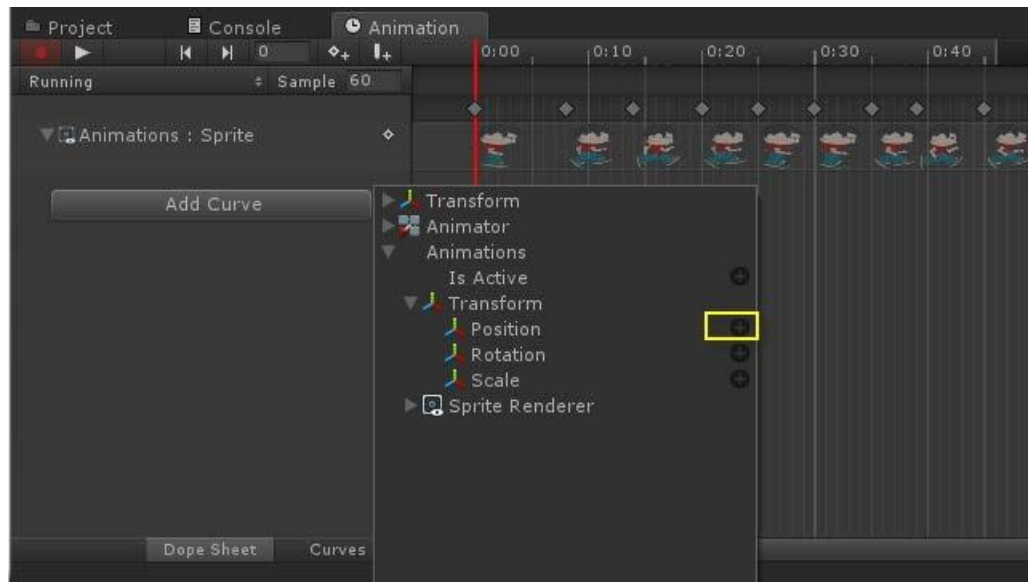 Project Console Animation
0 0:00 0:10 0:20 0:30 0:40
Running Sample 60
Animations : Sprite
Add Curve
Transform
Animator
Animations
Is Active
Transform
Position
Rotation
Scale
Sprite Renderer
Dope Sheet Curves